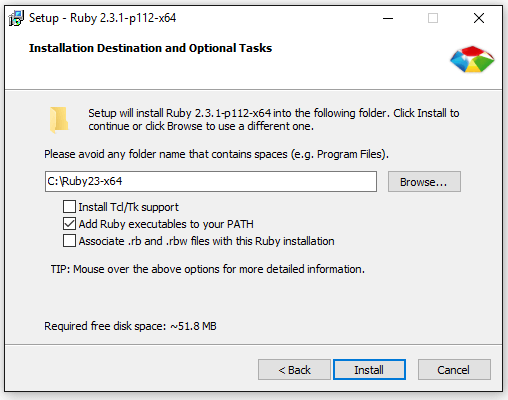 Setup - Ruby 2.3.1-p112-x64
Installation Destination and Optional Tasks
Setup will install Ruby 2.3.1-p112-x64 into the following folder. Click Install to
continue or click Browse to use a different one.
Please avoid any folder name that contains spaces (e.g. Program Files).
C:\Ruby23-x64
Browse...
Install Tcl/Tk support
Add Ruby executables to your PATH
Associate .rb and .rbw files with this Ruby installation
TIP: Mouse over the above options for more detailed information.
Required free disk space: ~51.8 MB
< Back
Install
Cancel